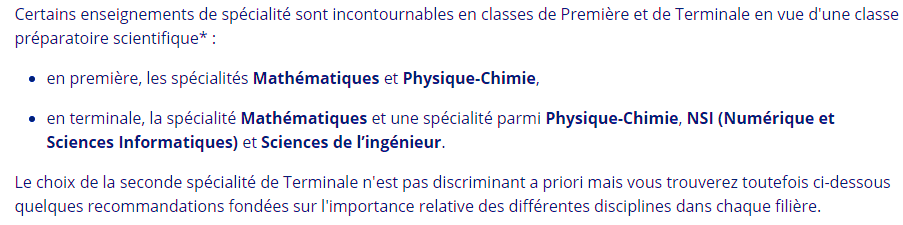 Certains enseignements de spécialité sont incontournables en classes de Première et de Terminale en vue d'une classe
préparatoire scientifique* :
• en première, les spécialités Mathématiques et Physique-Chimie,
• en terminale, la spécialité Mathématiques et une spécialité parmi Physique-Chimie, NSI (Numérique et
Sciences Informatiques) et Sciences de l’ingénieur.
Le choix de la seconde spécialité de Terminale n'est pas discriminant a priori mais vous trouverez toutefois ci-dessous
quelques recommandations fondées sur l'importance relative des différentes disciplines dans chaque filière.